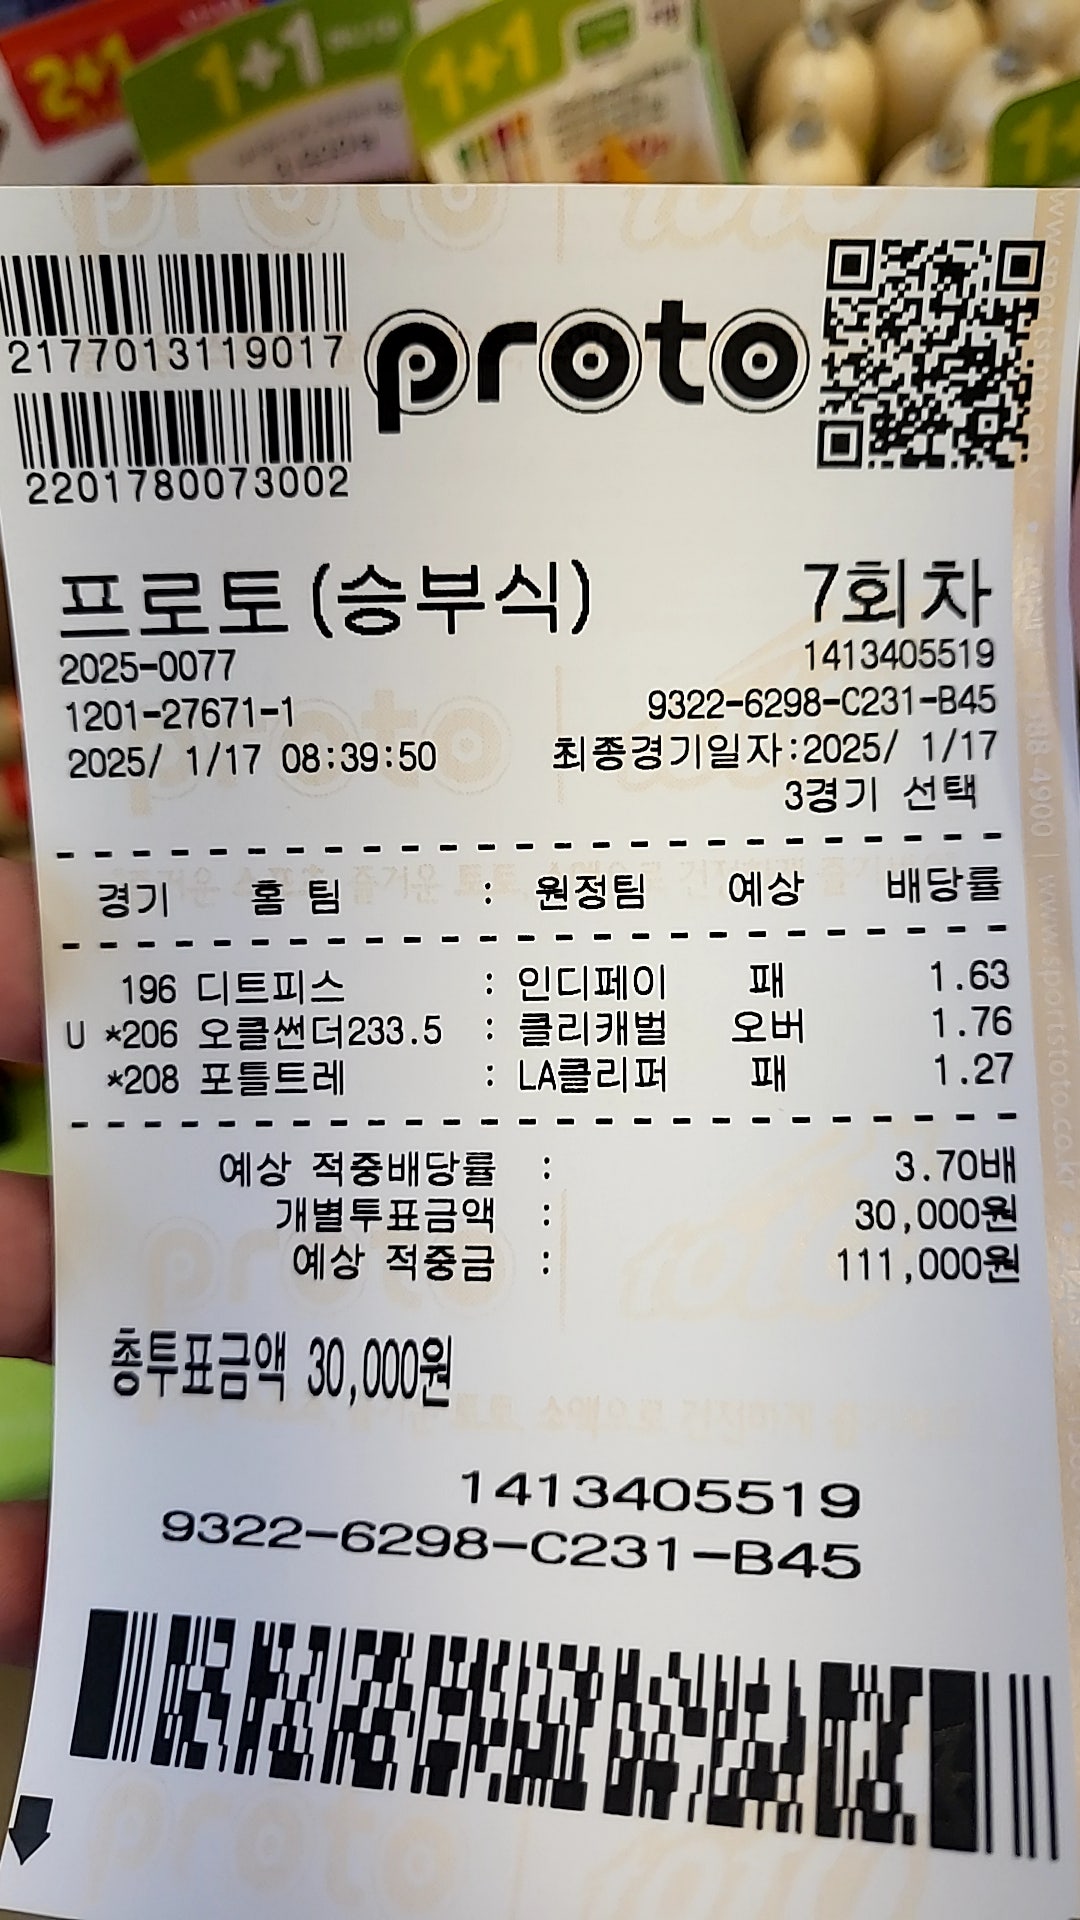 2+1
1+1
1+1
2177013119017
proto
2201780073002
프로토(승부식) 7회차
2025-0077 1413405519
1201-27671-1 9322-6298-C231-B45
2025/ 1/17 08:39:50 최종경기일자:2025/ 1/17
3경기 선택
경기 홈 팀 : 원정팀 예상 배당률
196 디트피스 : 인디페이 패 1.63
U *206 오클썬더233.5 : 클리캐벌 오버 1.76
*208 포틀트레 : LA클리퍼 패 1.27
예상 적중배당률 : 3.70배
개별투표금액 : 30,000원
예상 적중금 : 111,000원
총투표금액 30,000원
1413405519
9322-6298-C231-B45
www.sportstoto.co.kr